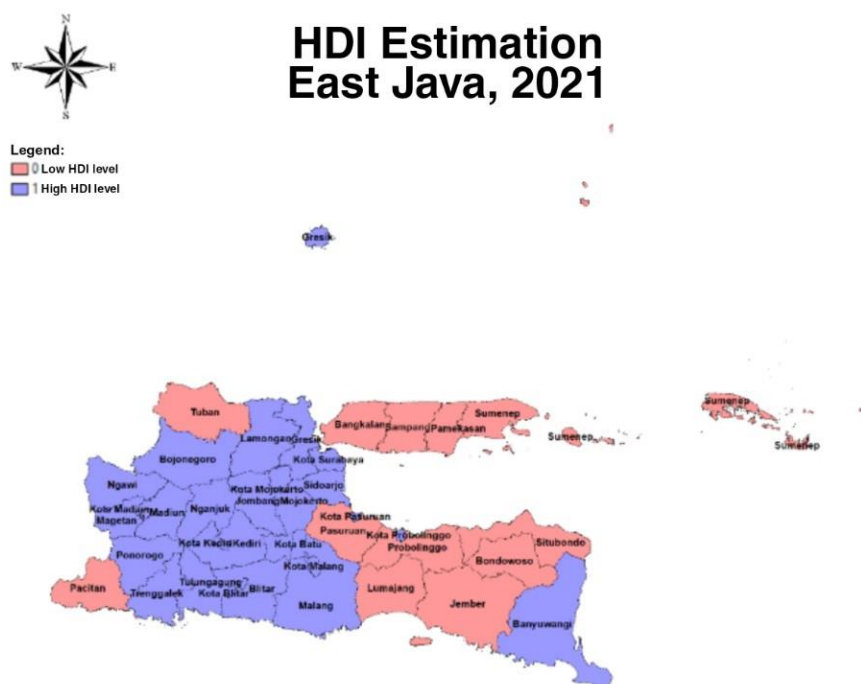 N
W
E
S
HDI Estimation
East Java, 2021
Legend:
0 Low HDI level
1 High HDI level
Gresik
Tuban
Lamongan
Gresik
Bangkalang
Sampang
Pamekasan
Sumenep
Sumenep
Sumenep
Sumenep
Bojonegoro
Kota Surabaya
Ngawi
Kota Mojokerto
Sidoarjo
Kota Madiun
Magetan
Madiun
Nganjuk
Jombang
Mojokerto
Kota Pasuruan
Pasuruan
Kota Probolinggo
Probolinggo
Situbondo
Ponorogo
Kota Kediri
Kediri
Kota Batu
Bondowoso
Kota Malang
Pacitan
Trenggalek
Tulungagung
Kota Blitar
Blitar
Malang
Lumajang
Jember
Banyuwangi